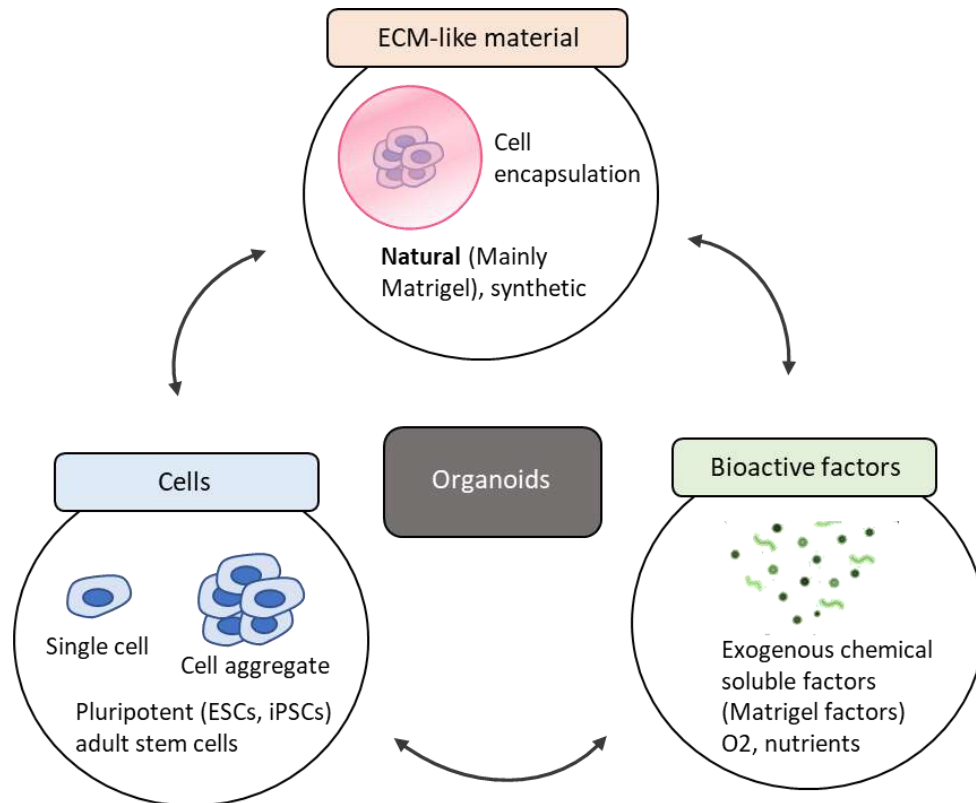 ECM-like material
Cell
encapsulation
Natural (Mainly
Matrigel), synthetic
Organoids
Cells
Single cell
Cell aggregate
Pluripotent (ESCs, iPSCs)
adult stem cells
Bioactive factors
Exogenous chemical
soluble factors
(Matrigel factors)
O2, nutrients